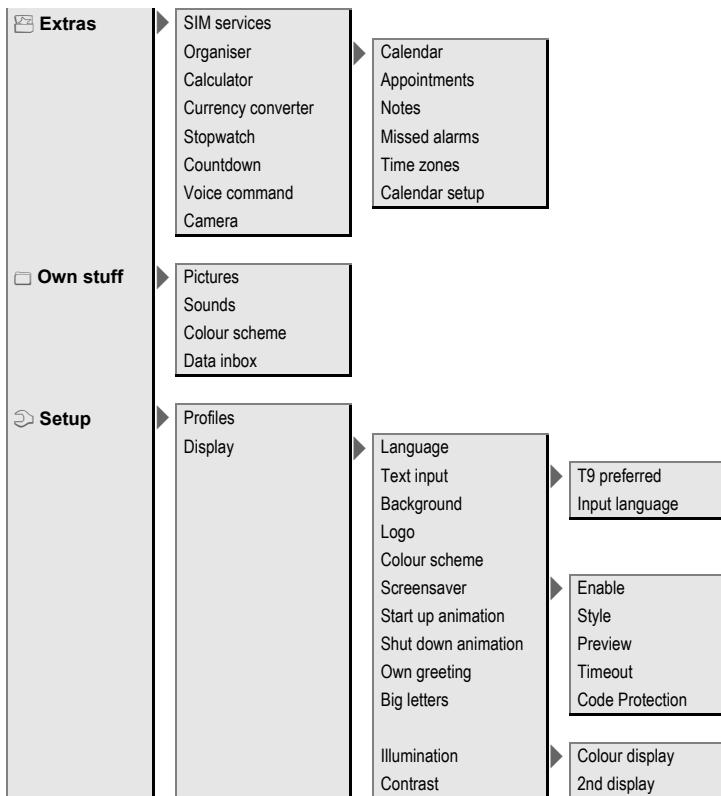 Extras
SIM services
Organiser
Calculator
Currency converter
Stopwatch
Countdown
Voice command
Camera
Calendar
Appointments
Notes
Missed alarms
Time zones
Calendar setup
Own stuff
Pictures
Sounds
Colour scheme
Data inbox
Setup
Profiles
Display
Language
Text input
Background
Logo
Colour scheme
Screensaver
Start up animation
Shut down animation
Own greeting
Big letters
Illumination
Contrast
T9 preferred
Input language
Enable
Style
Preview
Timeout
Code Protection
Colour display
2nd display